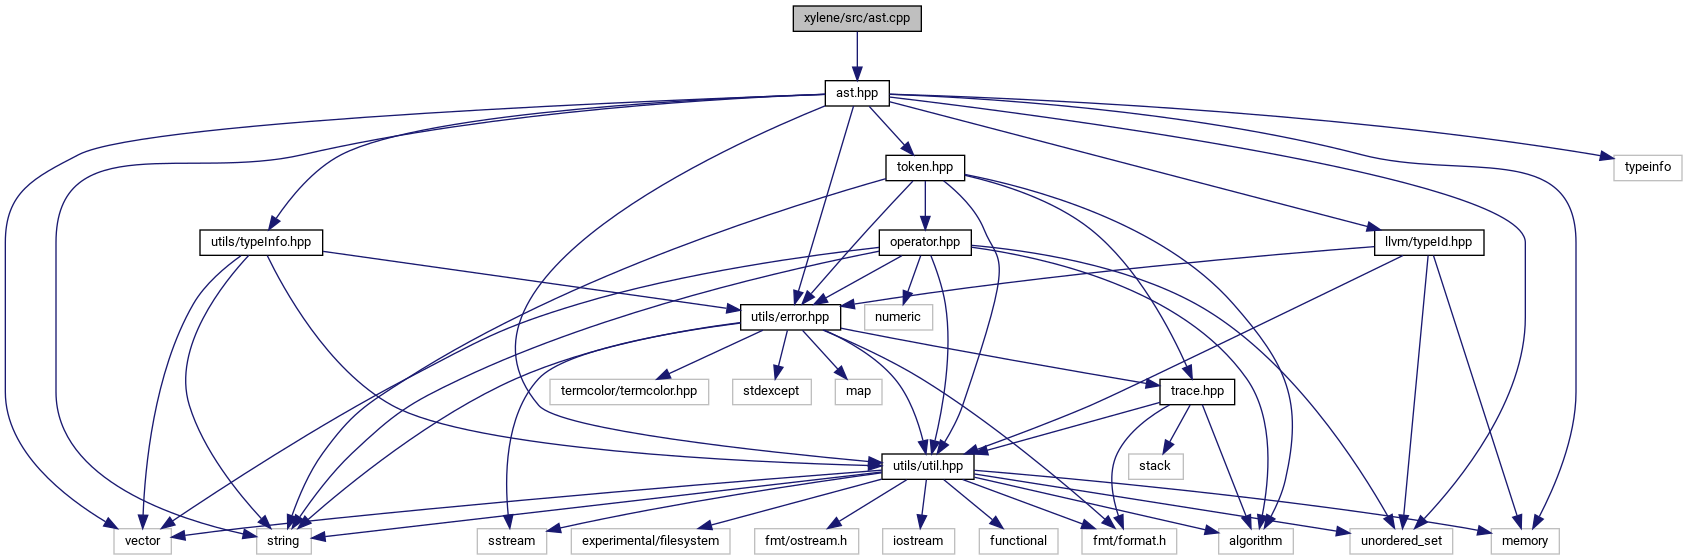 xylene/src/ast.cpp
ast.hpp
token.hpp
typeinfo
utils/typeInfo.hpp
operator.hpp
llvm/typeId.hpp
utils/error.hpp
numeric
termcolor/termcolor.hpp
stdexcept
map
trace.hpp
utils/util.hpp
stack
vector
string
sstream
experimental/filesystem
fmt/ostream.h
iostream
functional
fmt/format.h
algorithm
unordered_set
memory